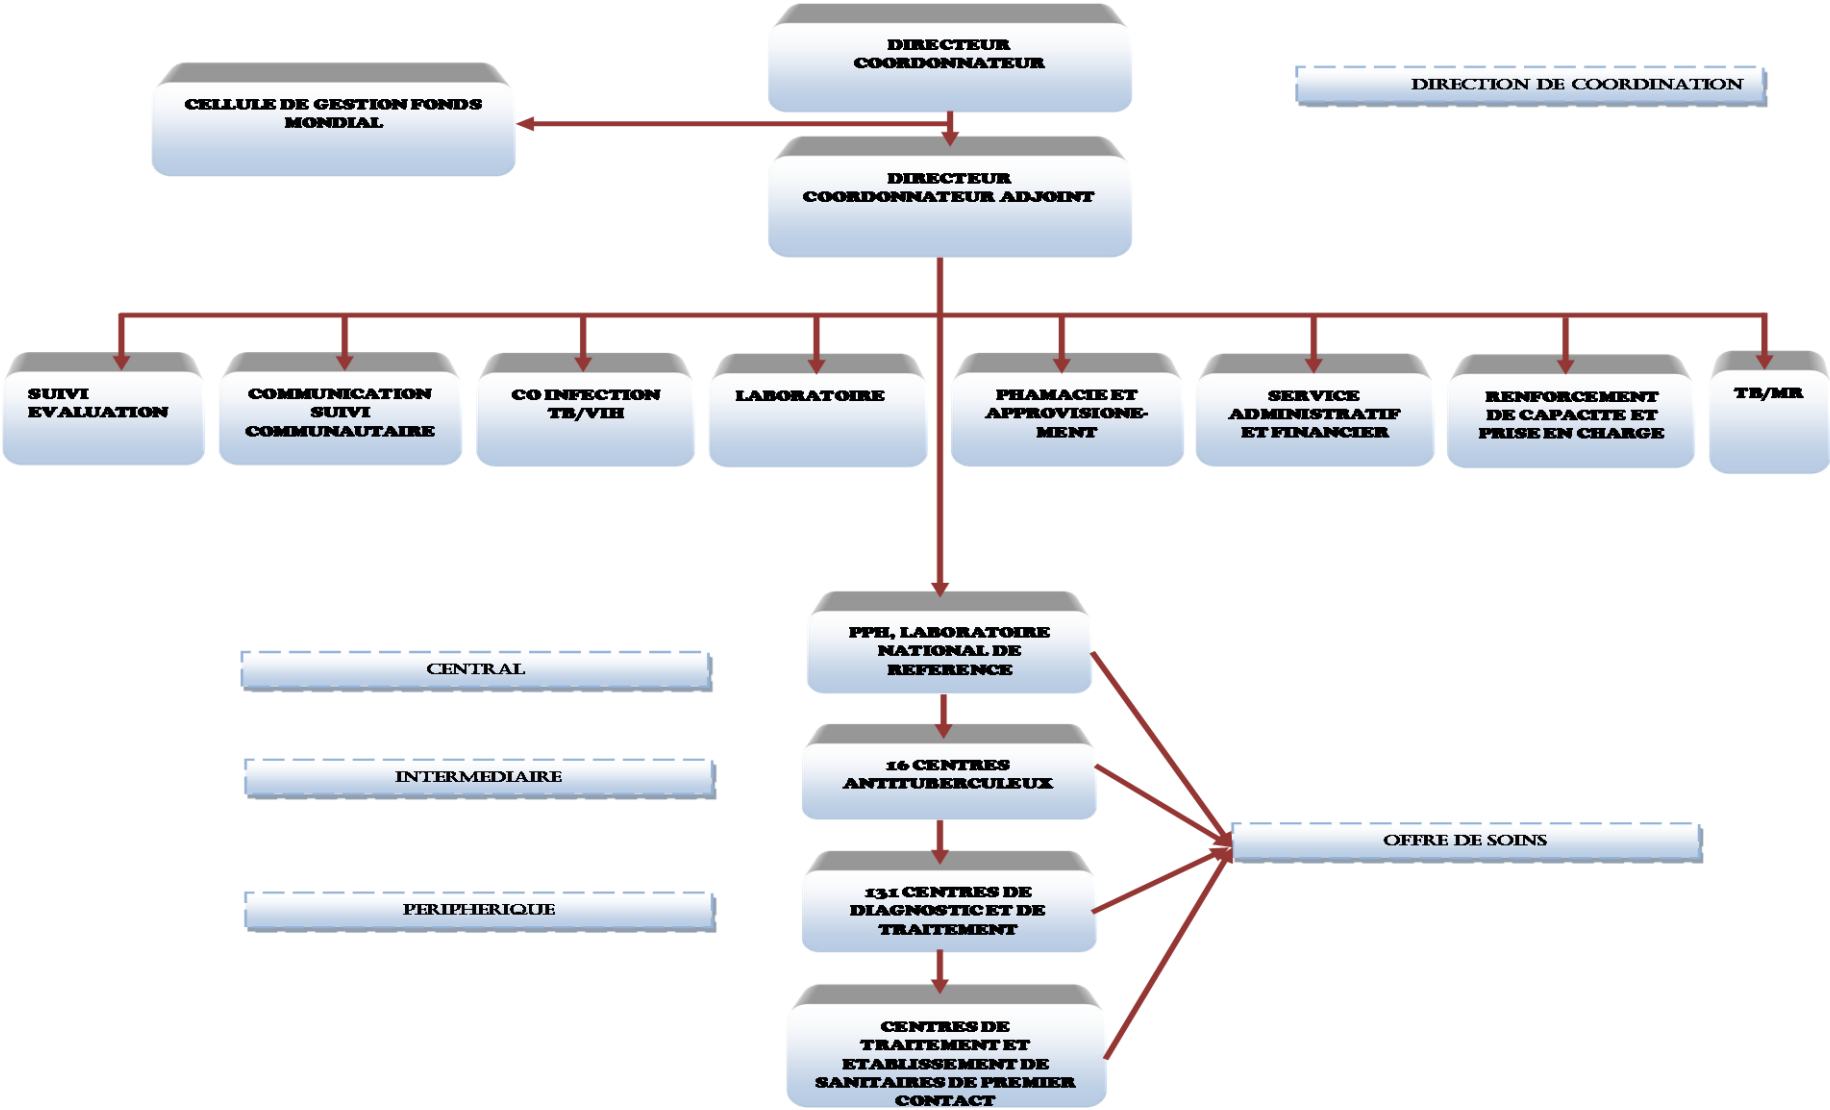 DIRECTEUR
COORDONNATEUR
DIRECTION DE COORDINATION
CELLULE DE GESTION FONDS
MONDIAL
DIRECTEUR
COORDONNATEUR ADJOINT
SUIVI
EVALUATION
COMMUNICATION
SUIVI
COMMUNAUTAIRE
CO INFECTION
TB/VIH
LABORATOIRE
PHAMACIE ET
APPROVISIONE-
MENT
SERVICE
ADMINISTRATIF
ET FINANCIER
RENFORCEMENT
DE CAPACITE ET
PRISE EN CHARGE
TB/MR
PPH, LABORATOIRE
NATIONAL DE
REFERENCE
CENTRAL
16 CENTRES
ANTITUBERCULEUX
INTERMEDIAIRE
OFFRE DE SOINS
131 CENTRES DE
DIAGNOSTIC ET DE
TRAITEMENT
PERIPHERIQUE
CENTRES DE
TRAITEMENT ET
ETABLISSEMENT DE
SANITAIRES DE PREMIER
CONTACT